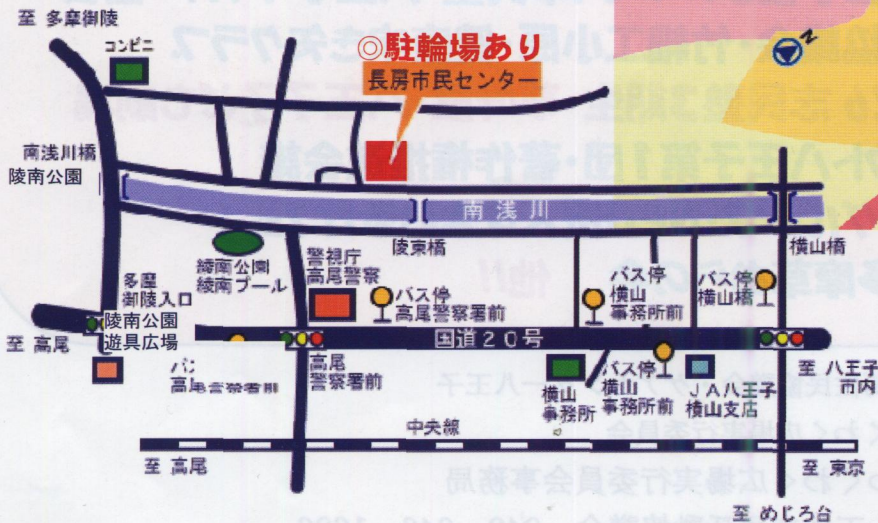 至 多摩御陵
コンビニ
◎駐輪場あり
長房市民センター
N
南浅川橋
陵南公園
南 浅 川
綾南公園
綾南プール
警視庁
高尾警察
陵東橋
横山橋
多摩
御陵入口
陵南公園
遊具広場
バス停
高尾警察署前
バス停
横山
事務所前
バス停
横山橋
国道20号
至 高尾
高尾
警察署前
横山
事務所
バス停
横山
事務所前
JA八王子
横山支店
至 八王子
市内
中央線
至 高尾
至 東京
至 めじろ台